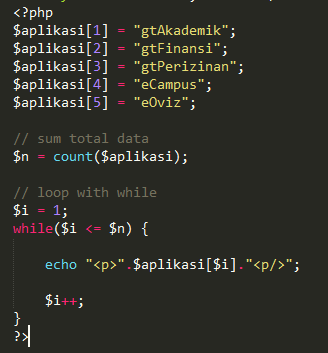 <?php
$aplikasi[1] = "gtAkademik";
$aplikasi[2] = "gtFinansi";
$aplikasi[3] = "gtPerizinan";
$aplikasi[4] = "eCampus";
$aplikasi[5] = "eOviz";
// sum total data
$n = count($aplikasi);
// loop with while
$i = 1;
while($i <= $n) {
echo "<p>".$aplikasi[$i]."<p/>";
$i++;
}
?>